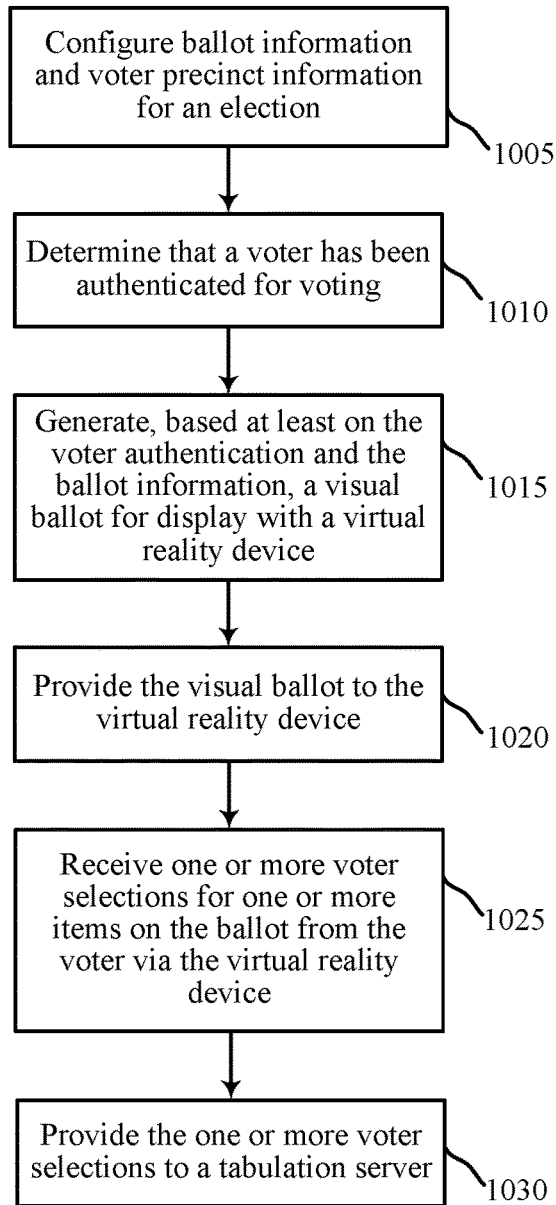 Configure ballot information
and voter precinct information
for an election
1005
Determine that a voter has been
authenticated for voting
1010
Generate, based at least on the
voter authentication and the
ballot information, a visual
ballot for display with a virtual
reality device
1015
Provide the visual ballot to the
virtual reality device
1020
Receive one or more voter
selections for one or more
items on the ballot from the
voter via the virtual reality
device
1025
Provide the one or more voter
selections to a tabulation server
1030